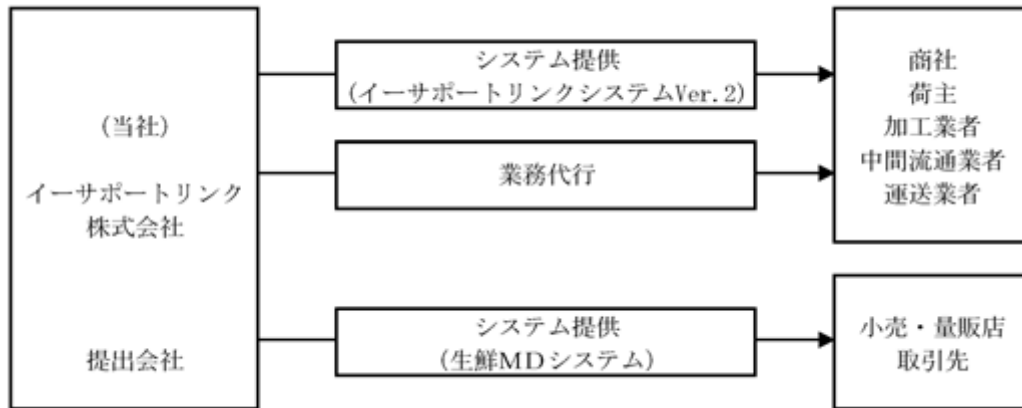 (当社)
イーサポートリンク
株式会社
提出会社
システム提供
(イーサポートリンクシステムVer.2)
業務代行
システム提供
(生鮮MDシステム)
商社
荷主
加工業者
中間流通業者
運送業者
小売・量販店
取引先